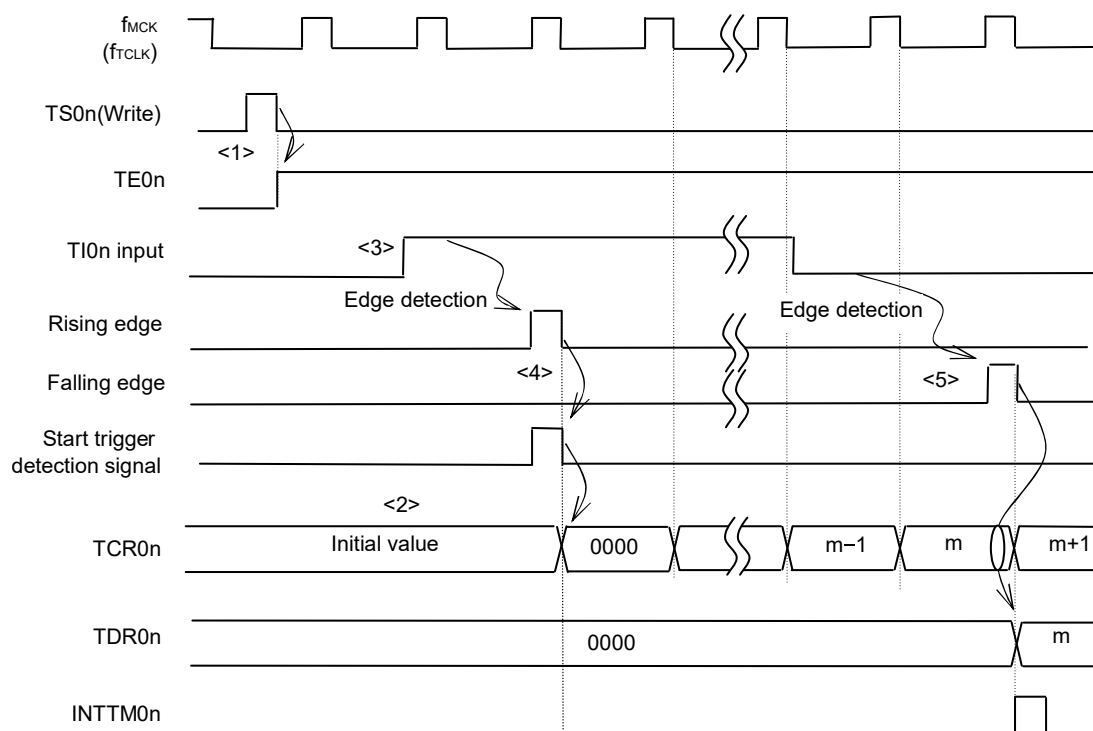 fMCK
(fTCLK)
TS0n(Write)
<1>
TE0n
TI0n input
<3>
Edge detection
Edge detection
Rising edge
<4>
<5>
Falling edge
Start trigger
detection signal
<2>
TCR0n
Initial value
0000
m−1
m
m+1
TDR0n
0000
m
INTTM0n